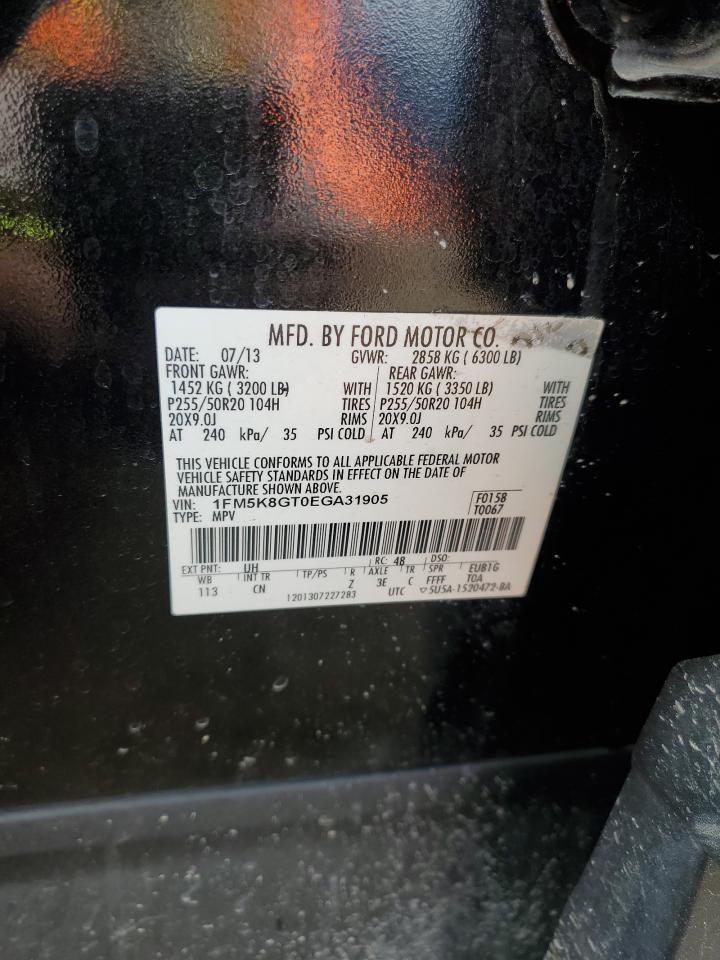 MFD. BY FORD MOTOR CO.
DATE: 07/13 GVWR: 2858 KG ( 6300 LB)
FRONT GAWR: REAR GAWR:
1452 KG ( 3200 LB) WITH 1520 KG ( 3350 LB) WITH
P255/50R20 104H TIRES P255/50R20 104H TIRES
20X9.0J RIMS 20X9.0J RIMS
AT 240 kPa/ 35 PSI COLD AT 240 kPa/ 35 PSI COLD
THIS VEHICLE CONFORMS TO ALL APPLICABLE FEDERAL MOTOR
VEHICLE SAFETY STANDARDS IN EFFECT ON THE DATE OF
MANUFACTURE SHOWN ABOVE.
VIN: 1FM5K8GT0EGA31905 F0158
TYPE: MPV T0067
EXT PNT: UH RC: 48 DSO:
WB INT TR TP/PS R AXLE TR SPR EUB1G
113 CN Z 3E C FFFF T0A
1201307227283 UTC ▽5U5A-1520472-BA